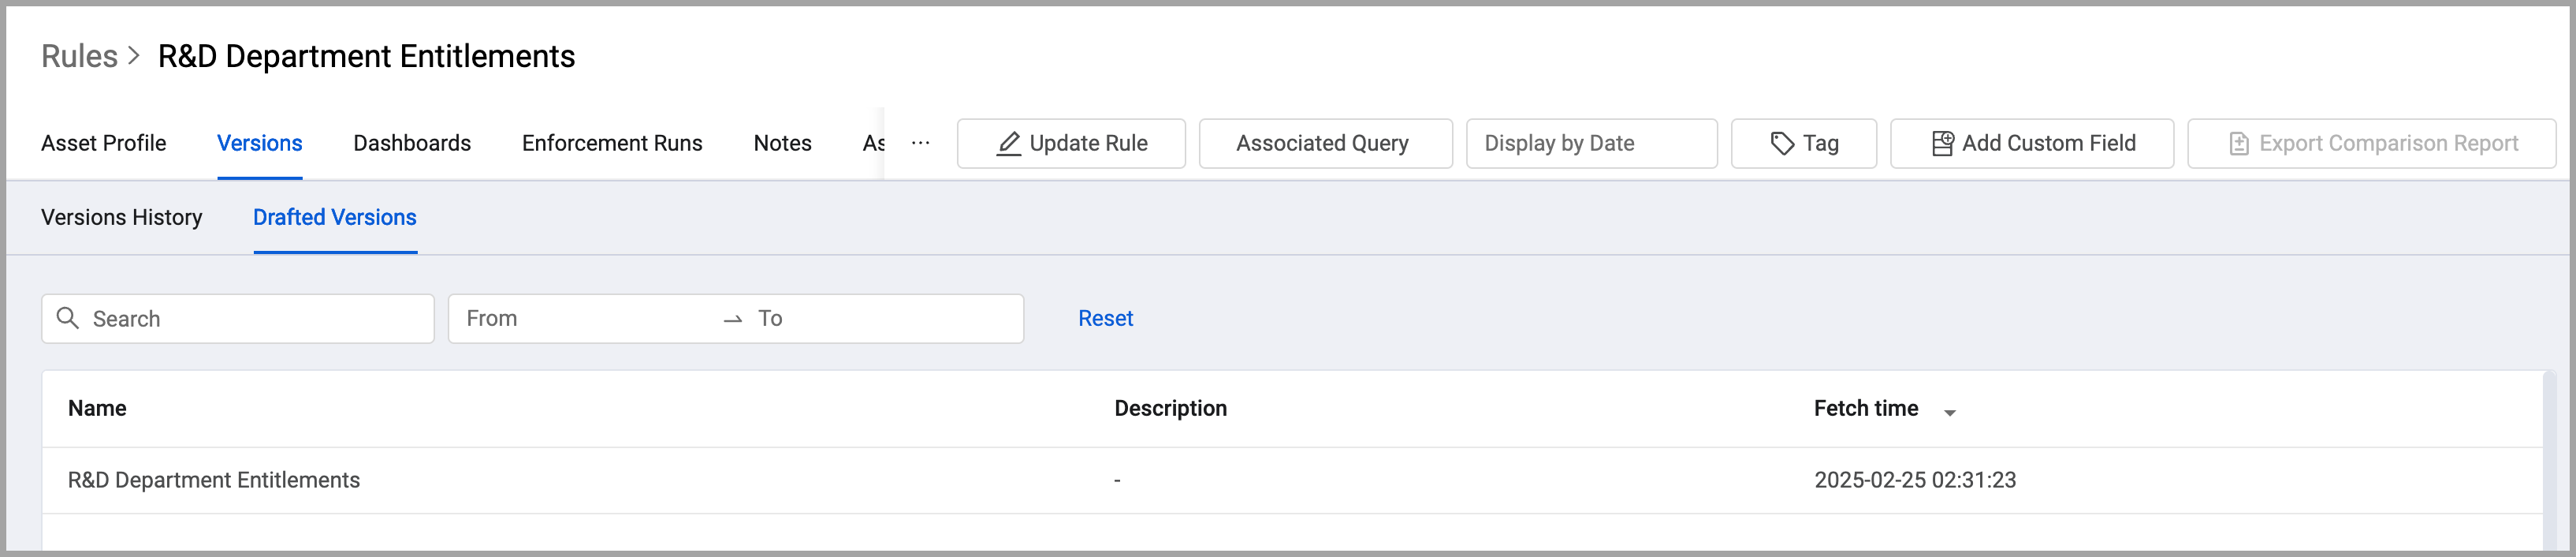 Rules > R&D Department Entitlements
Asset Profile Versions Dashboards Enforcement Runs Notes As ... Update Rule Associated Query Display by Date Tag Add Custom Field Export Comparison Report
Versions History Drafted Versions
Search From → To Reset
Name Description Fetch time
R&D Department Entitlements - 2025-02-25 02:31:23